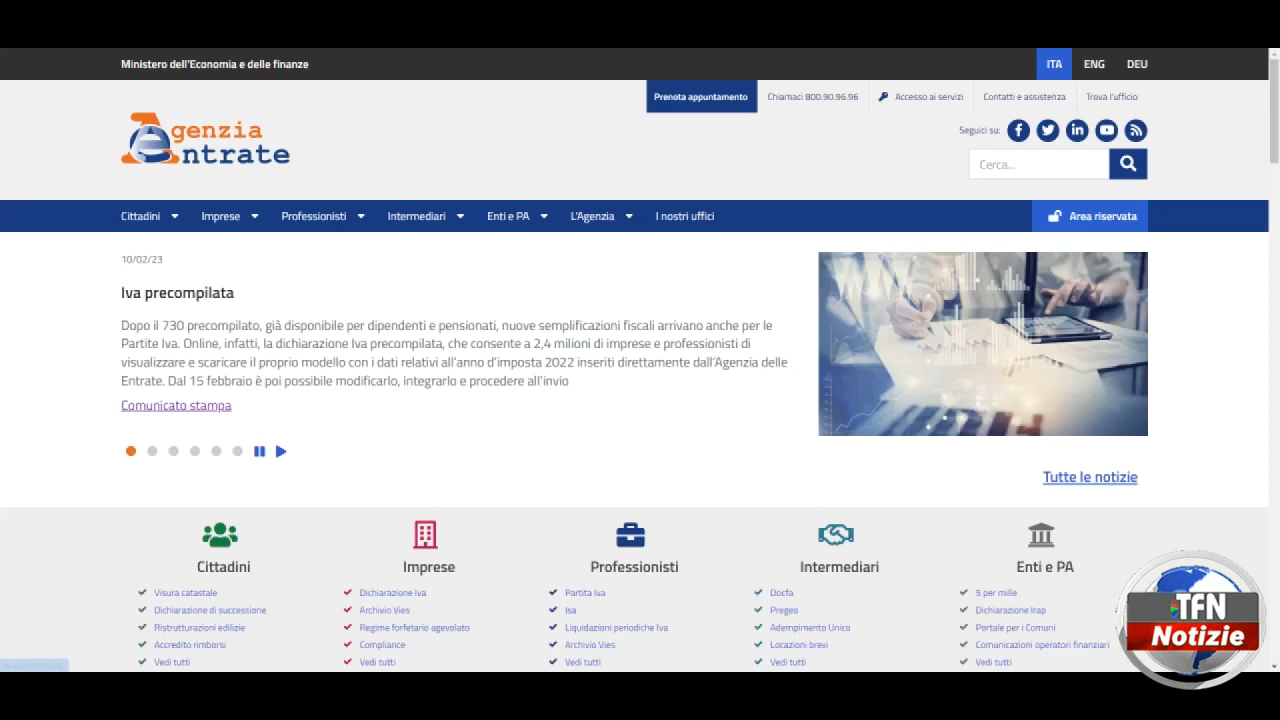 Ministero dell'Economia e delle finanze
ITA ENG DEU
Prenota appuntamento Chiamaci 800.90.96.96 Accesso ai servizi Contatti e assistenza Trova l'ufficio
Agenzia
Entrate
Seguici su:
Cerca...
Cittadini Imprese Professionisti Intermediari Enti e PA L'Agenzia I nostri uffici Area riservata
10/02/23
Iva precompilata
Dopo il 730 precompilato, già disponibile per dipendenti e pensionati, nuove semplificazioni fiscali arrivano anche per le
Partite Iva. Online, infatti, la dichiarazione Iva precompilata, che consente a 2,4 milioni di imprese e professionisti di
visualizzare e scaricare il proprio modello con i dati relativi all'anno d'imposta 2022 inseriti direttamente dall'Agenzia delle
Entrate. Dal 15 febbraio è poi possibile modificarlo, integrarlo e procedere all'invio
Comunicato stampa
Tutte le notizie
Cittadini Imprese Professionisti Intermediari Enti e PA
Visura catastale Dichiarazione Iva Partita Iva Docfa 5 per mille
Dichiarazione di successione Archivio Vies Isa Pregeo Dichiarazione Irap
Ristrutturazioni edilizie Regime forfetario agevolato Liquidazioni periodiche Iva Adempimento Unico Portale per i Comuni
Accredito rimborsi Compliance Archivio Vies Locazioni brevi Comunicazioni operatori finanziari
Vedi tutti Vedi tutti Vedi tutti Vedi tutti Vedi tutti
TFN
Notizie